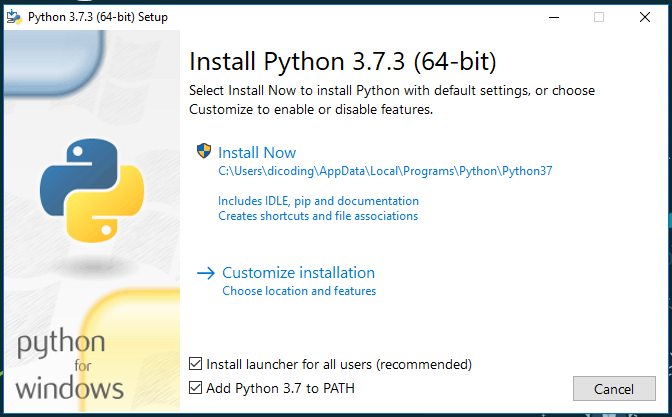 Python 3.7.3 (64-bit) Setup
Install Python 3.7.3 (64-bit)
Select Install Now to install Python with default settings, or choose
Customize to enable or disable features.
Install Now
C:\Users\dicoding\AppData\Local\Programs\Python\Python37
Includes IDLE, pip and documentation
Creates shortcuts and file associations
Customize installation
Choose location and features
python
for
windows
Install launcher for all users (recommended)
Add Python 3.7 to PATH
Cancel